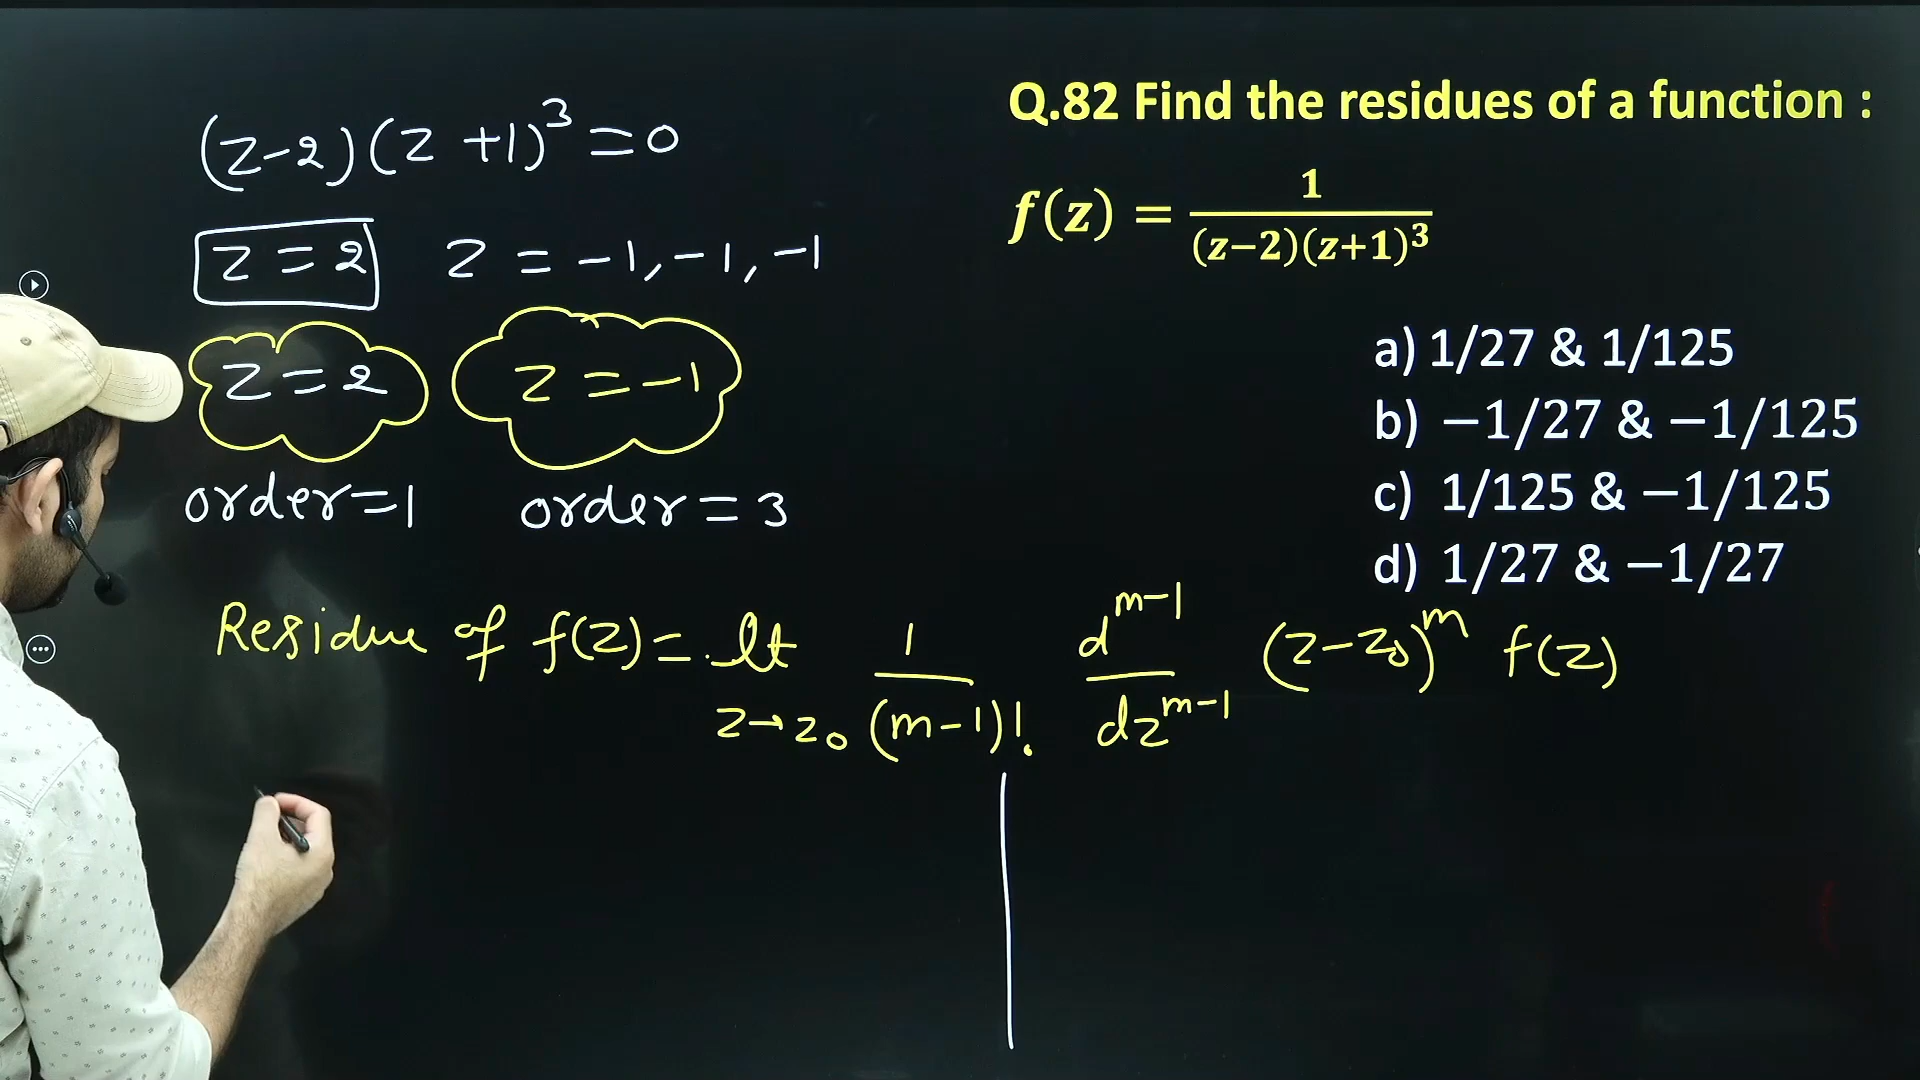 (z-2)(z+1)³=0
z=2 z = -1,-1,-1
z=2 z=-1
order=1 order=3
Q.82 Find the residues of a function :
f(z) = 1/(z−2)(z+1)³
a) 1/27 & 1/125
b) −1/27 & −1/125
c) 1/125 & −1/125
d) 1/27 & −1/27
Residue of f(z) = lt z→z₀ 1/(m-1)! d^(m-1)/dz^(m-1) (z-z₀)^m f(z)